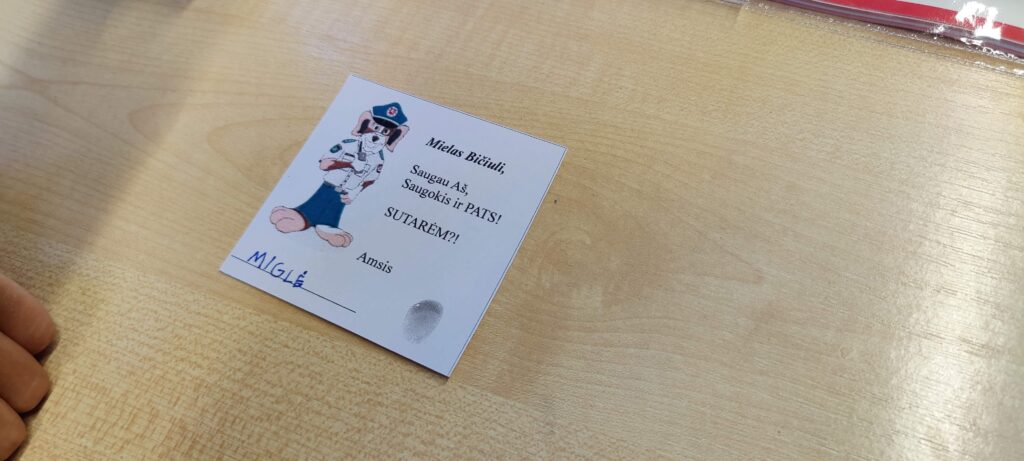 Mielas Bičiuli,
Saugau Aš,
Saugokis ir PATS!
SUTARĖM?!
Amsis
MIGLĖ